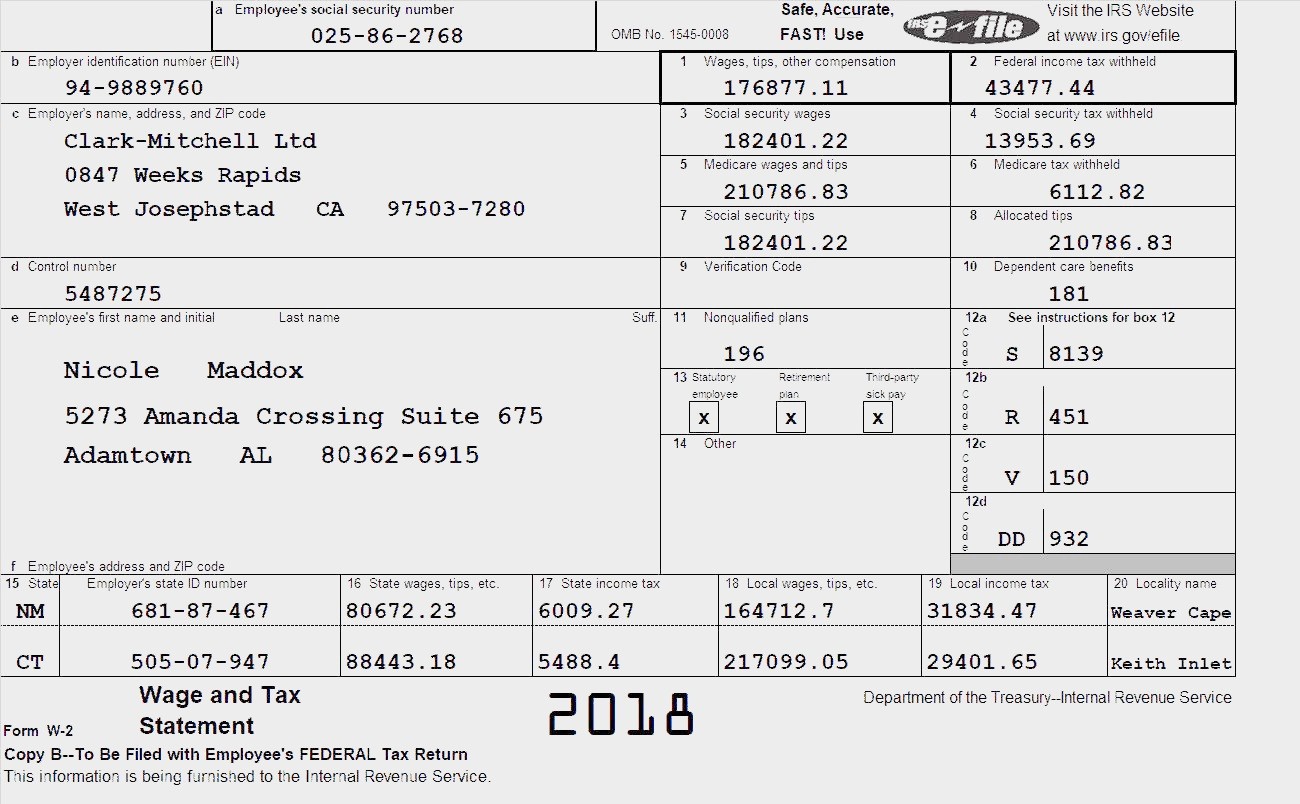 a Employee's social security number
025-86-2768
OMB No. 1545-0008
Safe, Accurate,
FAST! Use
IRS e-file
Visit the IRS Website
at www.irs gov/efile
b Employer identification number (EIN)
94-9889760
1 Wages, tips, other compensation
176877.11
2 Federal income tax withheld
43477.44
c Employer's name, address, and ZIP code
Clark-Mitchell Ltd
0847 Weeks Rapids
West Josephstad CA 97503-7280
3 Social security wages
182401.22
4 Social security tax withheld
13953.69
5 Medicare wages and tips
210786.83
6 Medicare tax withheld
6112.82
7 Social security tips
182401.22
8 Allocated tips
210786.83
d Control number
5487275
9 Verification Code
10 Dependent care benefits
181
e Employee's first name and initial Last name Suff.
Nicole Maddox
5273 Amanda Crossing Suite 675
Adamtown AL 80362-6915
11 Nonqualified plans
196
12a See instructions for box 12
Code S 8139
13 Statutory employee Retirement plan Third-party sick pay
X X X
12b
Code R 451
14 Other
12c
Code V 150
12d
Code DD 932
f Employee's address and ZIP code
15 State Employer's state ID number 16 State wages, tips, etc. 17 State income tax 18 Local wages, tips, etc. 19 Local income tax 20 Locality name
NM 681-87-467 80672.23 6009.27 164712.7 31834.47 Weaver Cape
CT 505-07-947 88443.18 5488.4 217099.05 29401.65 Keith Inlet
Form W-2 Wage and Tax
Statement
2018
Department of the Treasury--Internal Revenue Service
Copy B--To Be Filed with Employee's FEDERAL Tax Return
This information is being furnished to the Internal Revenue Service.